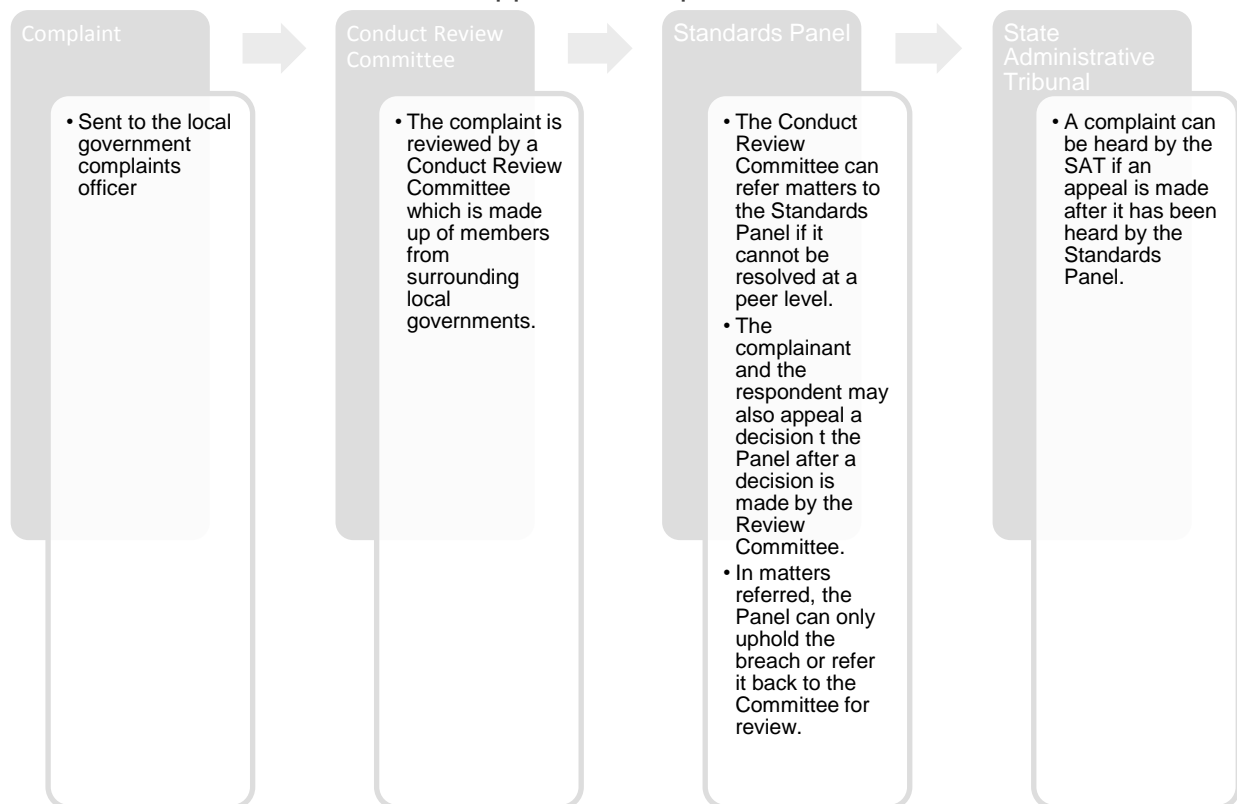 Complaint
• Sent to the local
government
complaints
officer
Conduct Review
Committee
• The complaint is
reviewed by a
Conduct Review
Committee
which is made
up of members
from
surrounding
local
governments.
Standards Panel
• The Conduct
Review
Committee can
refer matters to
the Standards
Panel if it
cannot be
resolved at a
peer level.
• The
complainant
and the
respondent may
also appeal a
decision t the
Panel after a
decision is
made by the
Review
Committee.
• In matters
referred, the
Panel can only
uphold the
breach or refer
it back to the
Committee for
review.
State
Administrative
Tribunal
• A complaint can
be heard by the
SAT if an
appeal is made
after it has been
heard by the
Standards
Panel.